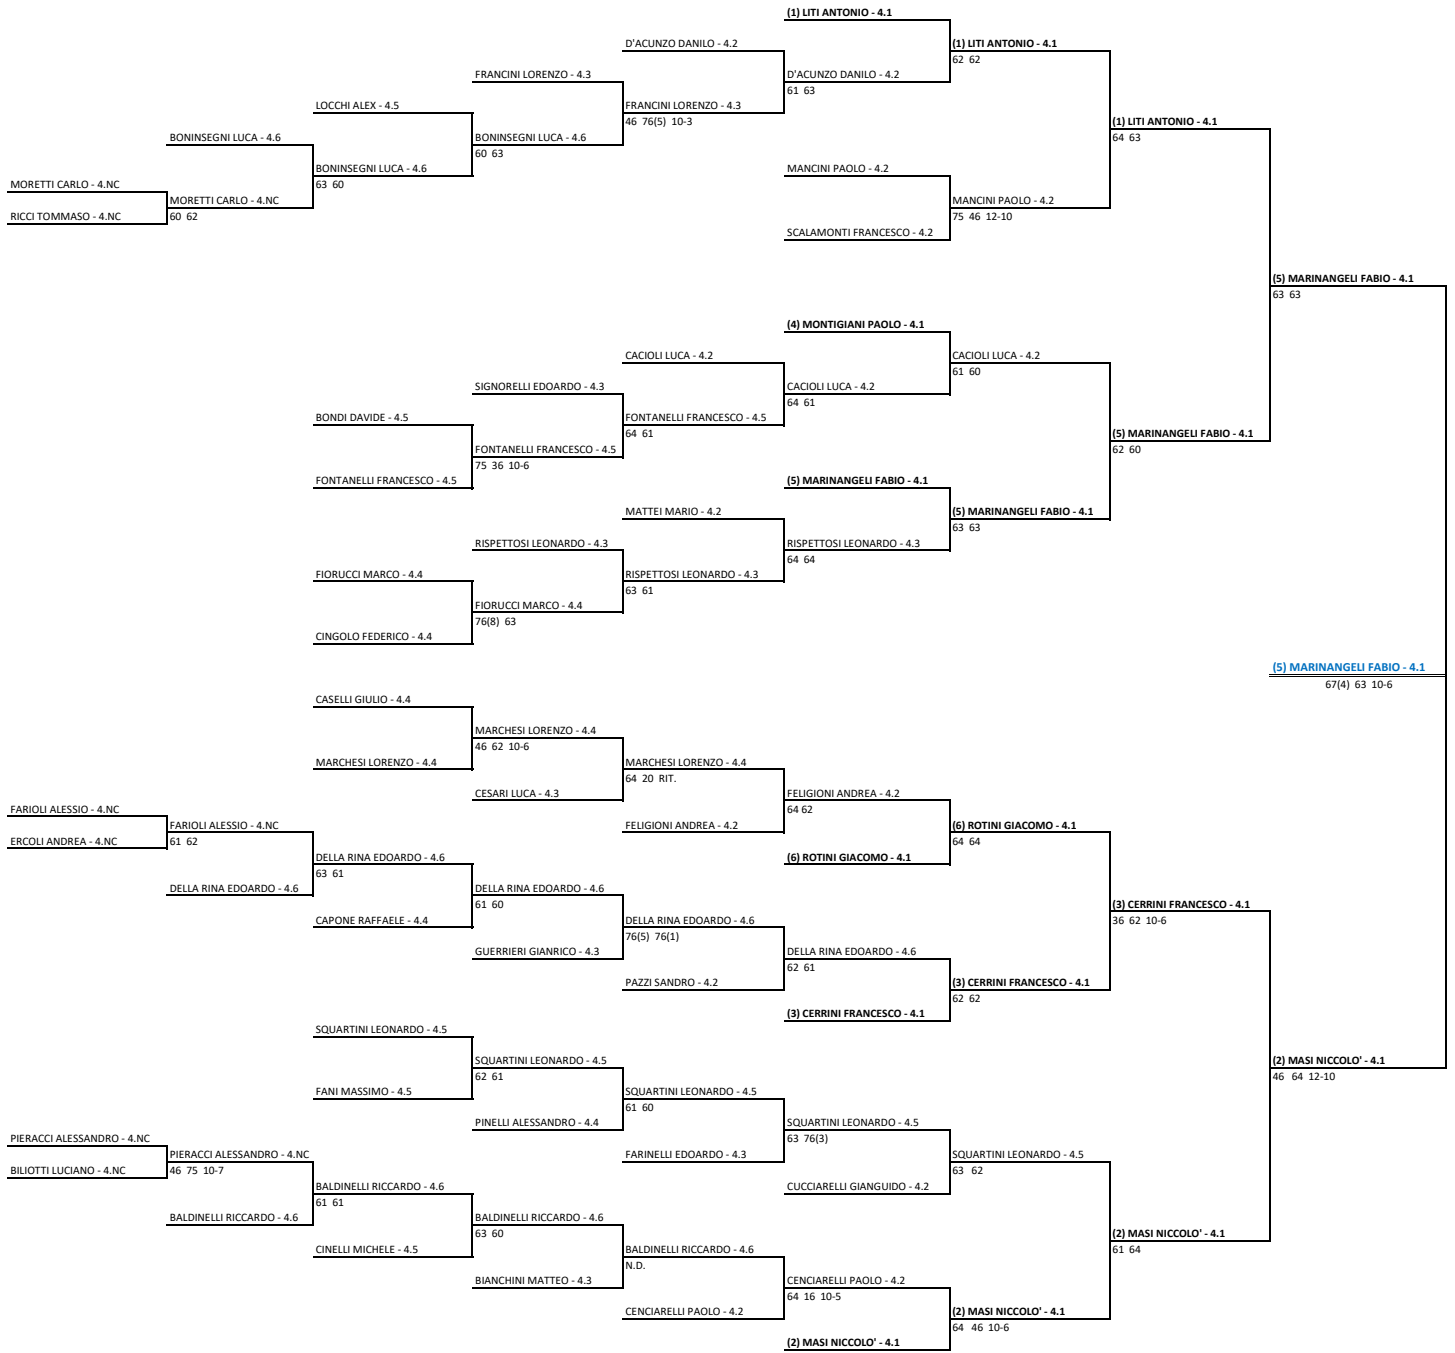 (1) LITI ANTONIO - 4.1
D'ACUNZO DANILO - 4.2
(1) LITI ANTONIO - 4.1
62 62
FRANCINI LORENZO - 4.3
D'ACUNZO DANILO - 4.2
61 63
LOCCHI ALEX - 4.5
FRANCINI LORENZO - 4.3
46 76(5) 10-3
(1) LITI ANTONIO - 4.1
64 63
BONINSEGNI LUCA - 4.6
BONINSEGNI LUCA - 4.6
60 63
BONINSEGNI LUCA - 4.6
63 60
MANCINI PAOLO - 4.2
MORETTI CARLO - 4.NC
MORETTI CARLO - 4.NC
60 62
MANCINI PAOLO - 4.2
75 46 12-10
RICCI TOMMASO - 4.NC
SCALAMONTI FRANCESCO - 4.2
(5) MARINANGELI FABIO - 4.1
63 63
(4) MONTIGIANI PAOLO - 4.1
CACIOLI LUCA - 4.2
CACIOLI LUCA - 4.2
61 60
SIGNORELLI EDOARDO - 4.3
CACIOLI LUCA - 4.2
64 61
BONDI DAVIDE - 4.5
FONTANELLI FRANCESCO - 4.5
64 61
(5) MARINANGELI FABIO - 4.1
62 60
FONTANELLI FRANCESCO - 4.5
75 36 10-6
FONTANELLI FRANCESCO - 4.5
(5) MARINANGELI FABIO - 4.1
MATTEI MARIO - 4.2
(5) MARINANGELI FABIO - 4.1
63 63
RISPETTOSI LEONARDO - 4.3
RISPETTOSI LEONARDO - 4.3
64 64
FIORUCCI MARCO - 4.4
RISPETTOSI LEONARDO - 4.3
63 61
FIORUCCI MARCO - 4.4
76(8) 63
CINGOLO FEDERICO - 4.4
(5) MARINANGELI FABIO - 4.1
67(4) 63 10-6
CASELLI GIULIO - 4.4
MARCHESI LORENZO - 4.4
46 62 10-6
MARCHESI LORENZO - 4.4
MARCHESI LORENZO - 4.4
64 20 RIT.
CESARI LUCA - 4.3
FELIGIONI ANDREA - 4.2
64 62
FARIOLI ALESSIO - 4.NC
FARIOLI ALESSIO - 4.NC
61 62
FELIGIONI ANDREA - 4.2
(6) ROTINI GIACOMO - 4.1
64 64
ERCOLI ANDREA - 4.NC
DELLA RINA EDOARDO - 4.6
63 61
(6) ROTINI GIACOMO - 4.1
DELLA RINA EDOARDO - 4.6
DELLA RINA EDOARDO - 4.6
61 60
(3) CERRINI FRANCESCO - 4.1
36 62 10-6
CAPONE RAFFAELE - 4.4
DELLA RINA EDOARDO - 4.6
76(5) 76(1)
GUERRIERI GIANRICO - 4.3
DELLA RINA EDOARDO - 4.6
62 61
PAZZI SANDRO - 4.2
(3) CERRINI FRANCESCO - 4.1
62 62
(3) CERRINI FRANCESCO - 4.1
SQUARTINI LEONARDO - 4.5
SQUARTINI LEONARDO - 4.5
62 61
(2) MASI NICCOLO' - 4.1
46 64 12-10
FANI MASSIMO - 4.5
SQUARTINI LEONARDO - 4.5
61 60
PINELLI ALESSANDRO - 4.4
SQUARTINI LEONARDO - 4.5
63 76(3)
PIERACCI ALESSANDRO - 4.NC
PIERACCI ALESSANDRO - 4.NC
46 75 10-7
FARINELLI EDOARDO - 4.3
SQUARTINI LEONARDO - 4.5
63 62
BILIOTTI LUCIANO - 4.NC
BALDINELLI RICCARDO - 4.6
61 61
CUCCIARELLI GIANGUIDO - 4.2
BALDINELLI RICCARDO - 4.6
BALDINELLI RICCARDO - 4.6
63 60
(2) MASI NICCOLO' - 4.1
61 64
CINELLI MICHELE - 4.5
BALDINELLI RICCARDO - 4.6
N.D.
BIANCHINI MATTEO - 4.3
CENCIARELLI PAOLO - 4.2
64 16 10-5
CENCIARELLI PAOLO - 4.2
(2) MASI NICCOLO' - 4.1
64 46 10-6
(2) MASI NICCOLO' - 4.1